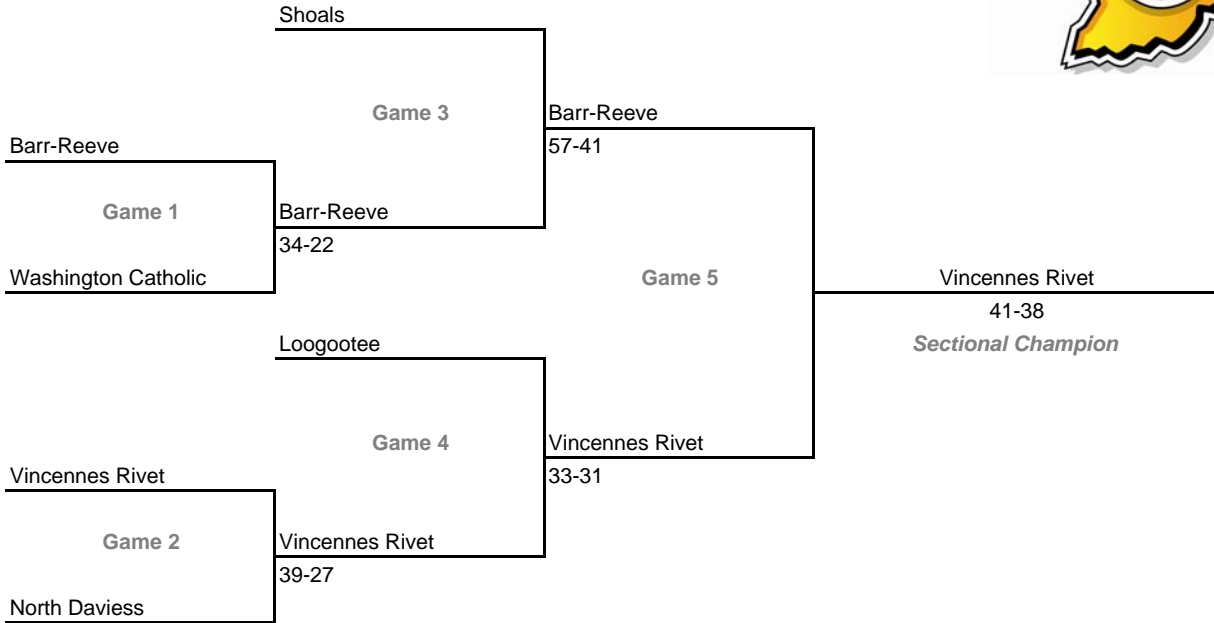 Shoals
Game 3
Barr-Reeve
Barr-Reeve
57-41
Game 1
Barr-Reeve
34-22
Washington Catholic
Game 5
Vincennes Rivet
41-38
Loogootee
Sectional Champion
Game 4
Vincennes Rivet
Vincennes Rivet
33-31
Game 2
Vincennes Rivet
39-27
North Daviess